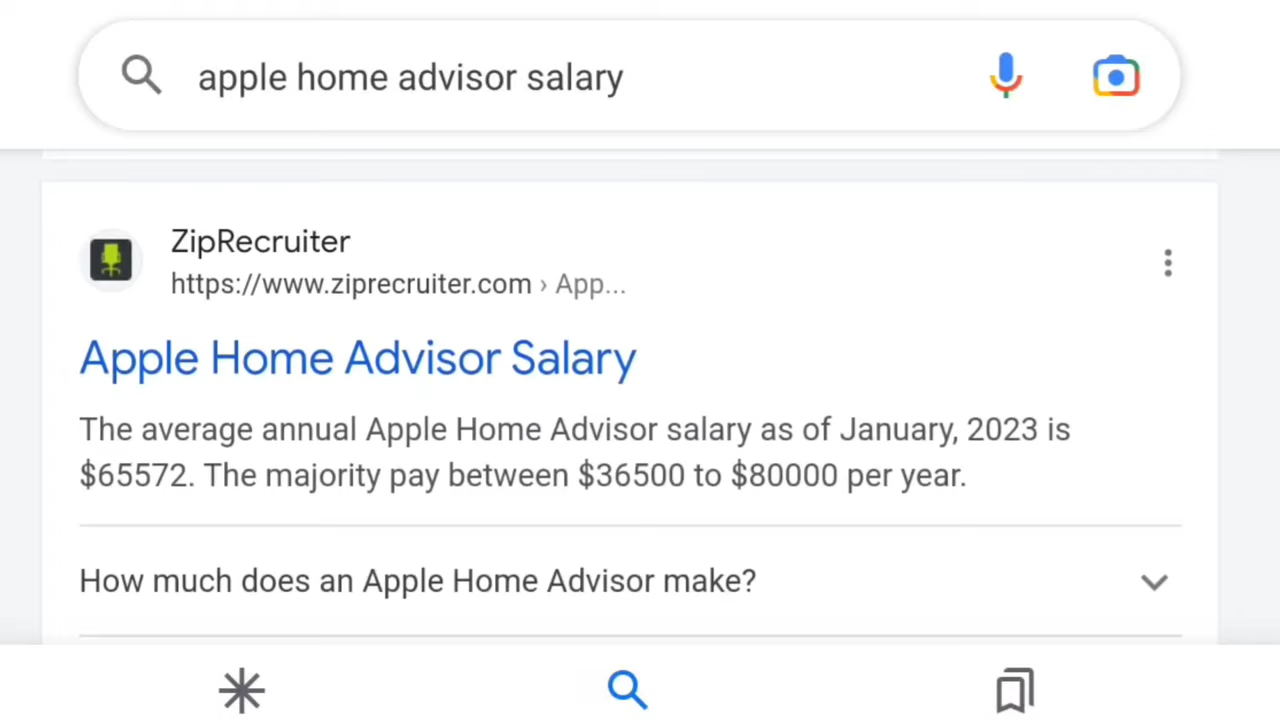 apple home advisor salary
ZipRecruiter
https://www.ziprecruiter.com › App...
Apple Home Advisor Salary
The average annual Apple Home Advisor salary as of January, 2023 is
$65572. The majority pay between $36500 to $80000 per year.
How much does an Apple Home Advisor make?